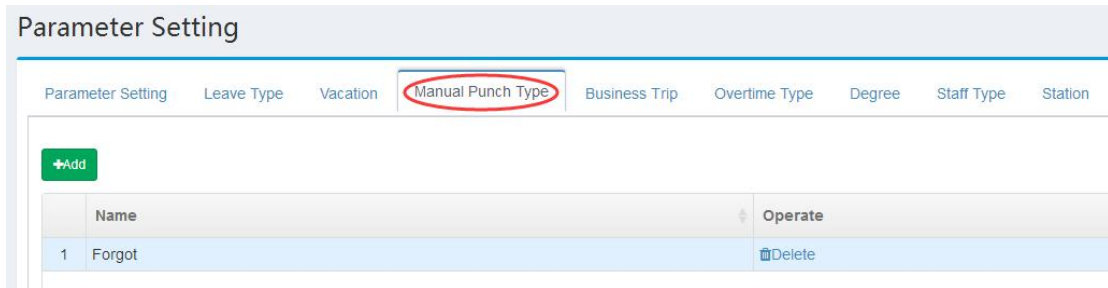 Parameter Setting
Parameter Setting Leave Type Vacation Manual Punch Type Business Trip Overtime Type Degree Staff Type Station
+Add
Name Operate
1 Forgot Delete